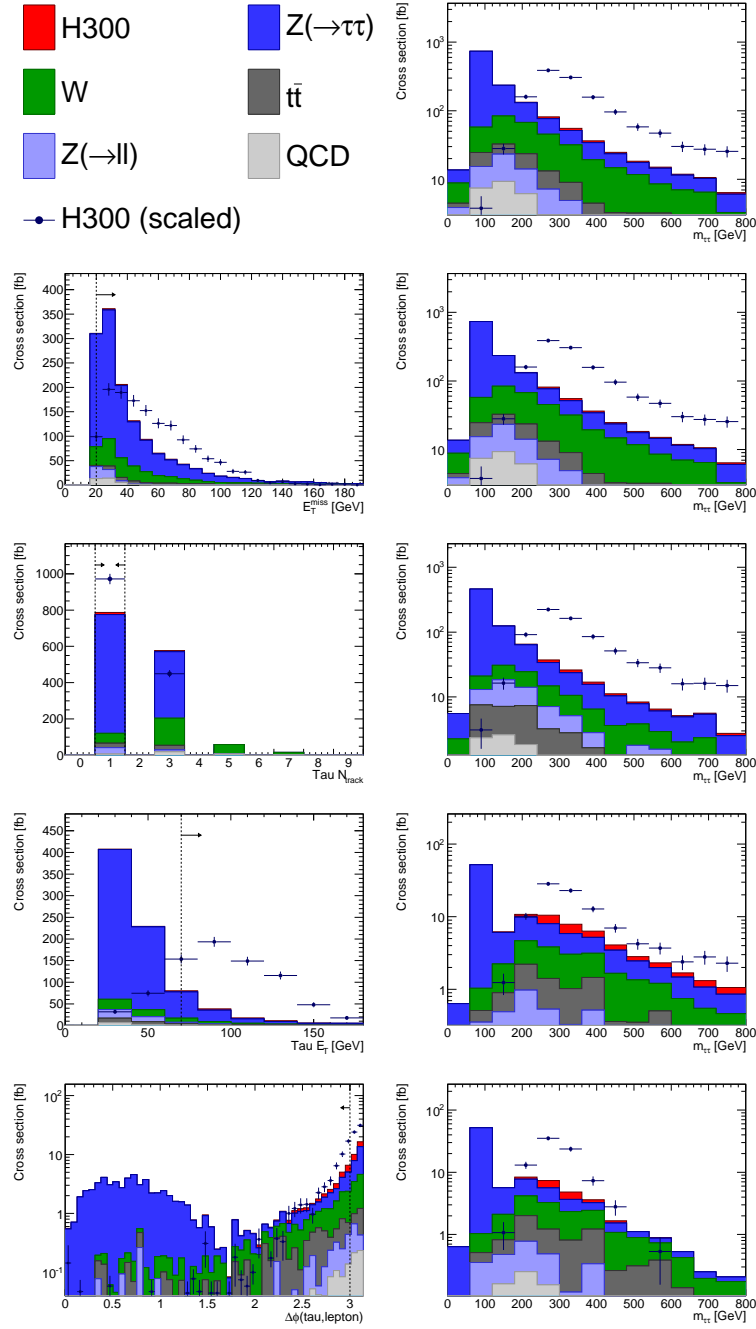 H300
Z(→ττ)
W
tt̄
Z(→ll)
QCD
H300 (scaled)
Cross section [fb]
10³
10²
10
0 100 200 300 400 500 600 700 800
m_ττ [GeV]
Cross section [fb]
400
350
300
250
200
150
100
50
0
0 20 40 60 80 100 120 140 160 180
E_T^miss [GeV]
Cross section [fb]
10³
10²
10
0 100 200 300 400 500 600 700 800
m_ττ [GeV]
Cross section [fb]
1000
800
600
400
200
0
0 1 2 3 4 5 6 7 8 9
Tau N_track
Cross section [fb]
10³
10²
10
0 100 200 300 400 500 600 700 800
m_ττ [GeV]
Cross section [fb]
450
400
350
300
250
200
150
100
50
0
50 100 150
Tau E_T [GeV]
Cross section [fb]
10²
10
1
0 100 200 300 400 500 600 700 800
m_ττ [GeV]
Cross section [fb]
10²
10
1
10⁻¹
0 0.5 1 1.5 2 2.5 3
Δϕ(tau,lepton)
Cross section [fb]
10²
10
1
0 100 200 300 400 500 600 700 800
m_ττ [GeV]